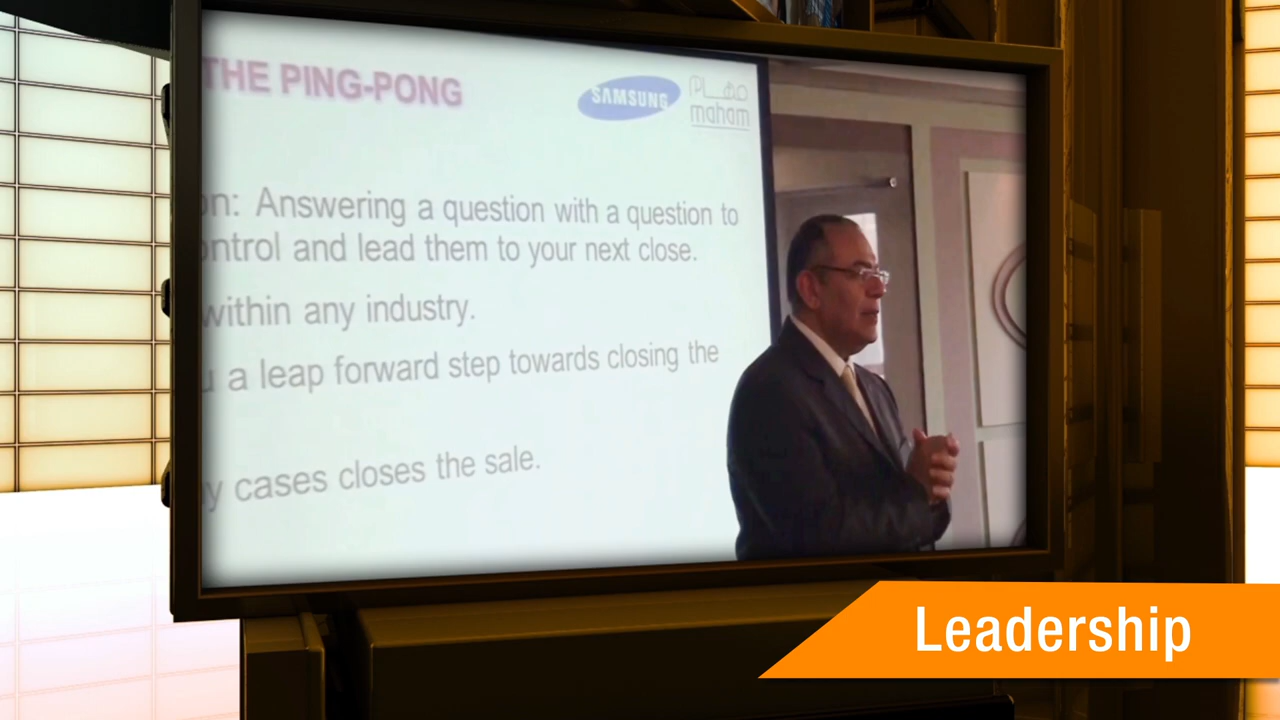 THE PING-PONG
SAMSUNG
مهام
maham
on: Answering a question with a question to
ontrol and lead them to your next close.
within any industry.
a leap forward step towards closing the
y cases closes the sale.
Leadership